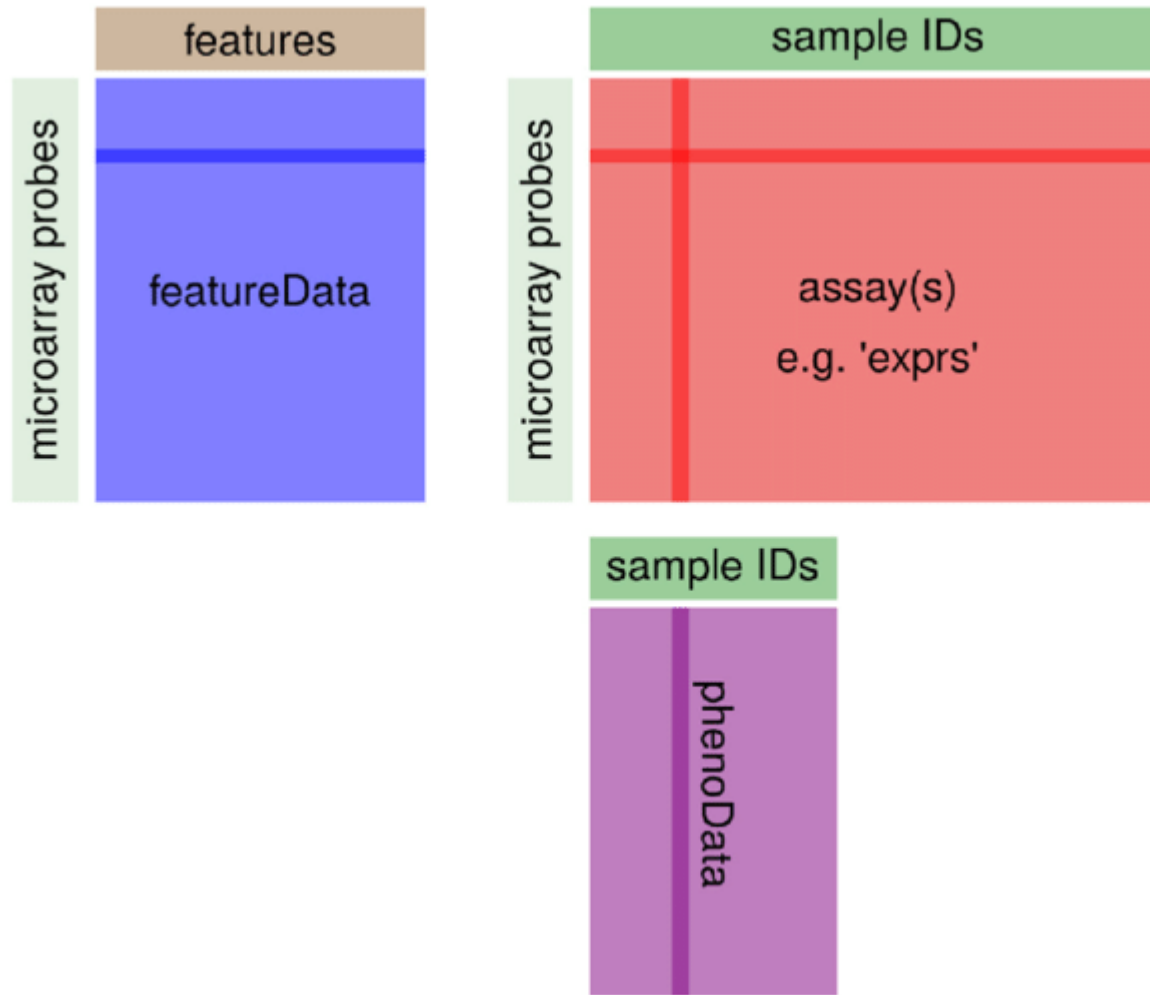 features
sample IDs
microarray probes
featureData
microarray probes
assay(s)
e.g. 'exprs'
sample IDs
phenoData